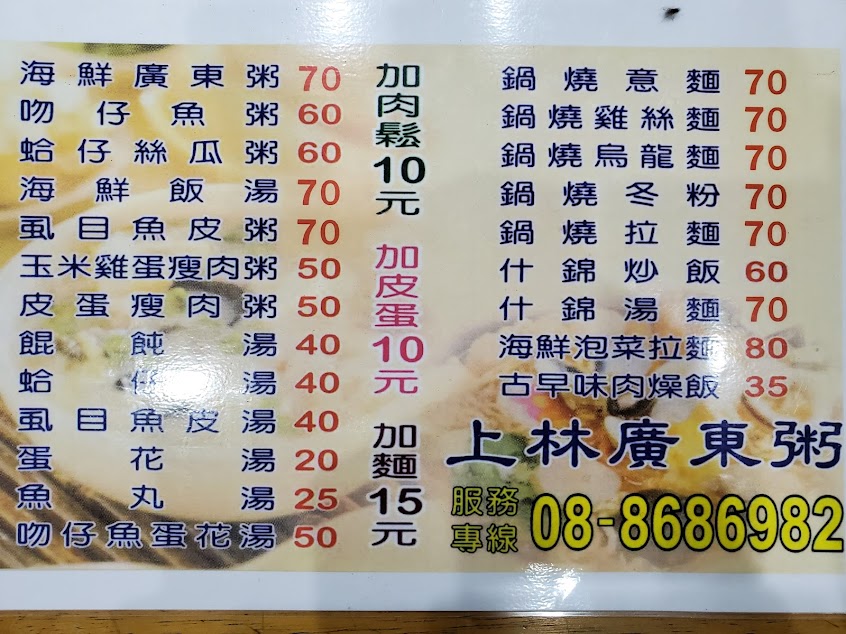 海鮮廣東粥 70
吻仔魚粥 60
蛤仔絲瓜粥 60
海鮮飯湯 70
虱目魚皮粥 70
玉米雞蛋瘦肉粥 50
皮蛋瘦肉粥 50
餛飩湯 40
蛤仔湯 40
虱目魚皮湯 40
蛋花湯 20
魚丸湯 25
吻仔魚蛋花湯 50
加肉鬆10元
加皮蛋10元
加麵15元
鍋燒意麵 70
鍋燒雞絲麵 70
鍋燒烏龍麵 70
鍋燒冬粉 70
鍋燒拉麵 70
什錦炒飯 60
什錦湯麵 70
海鮮泡菜拉麵 80
古早味肉燥飯 35
上林廣東粥
服務專線 08-8686982